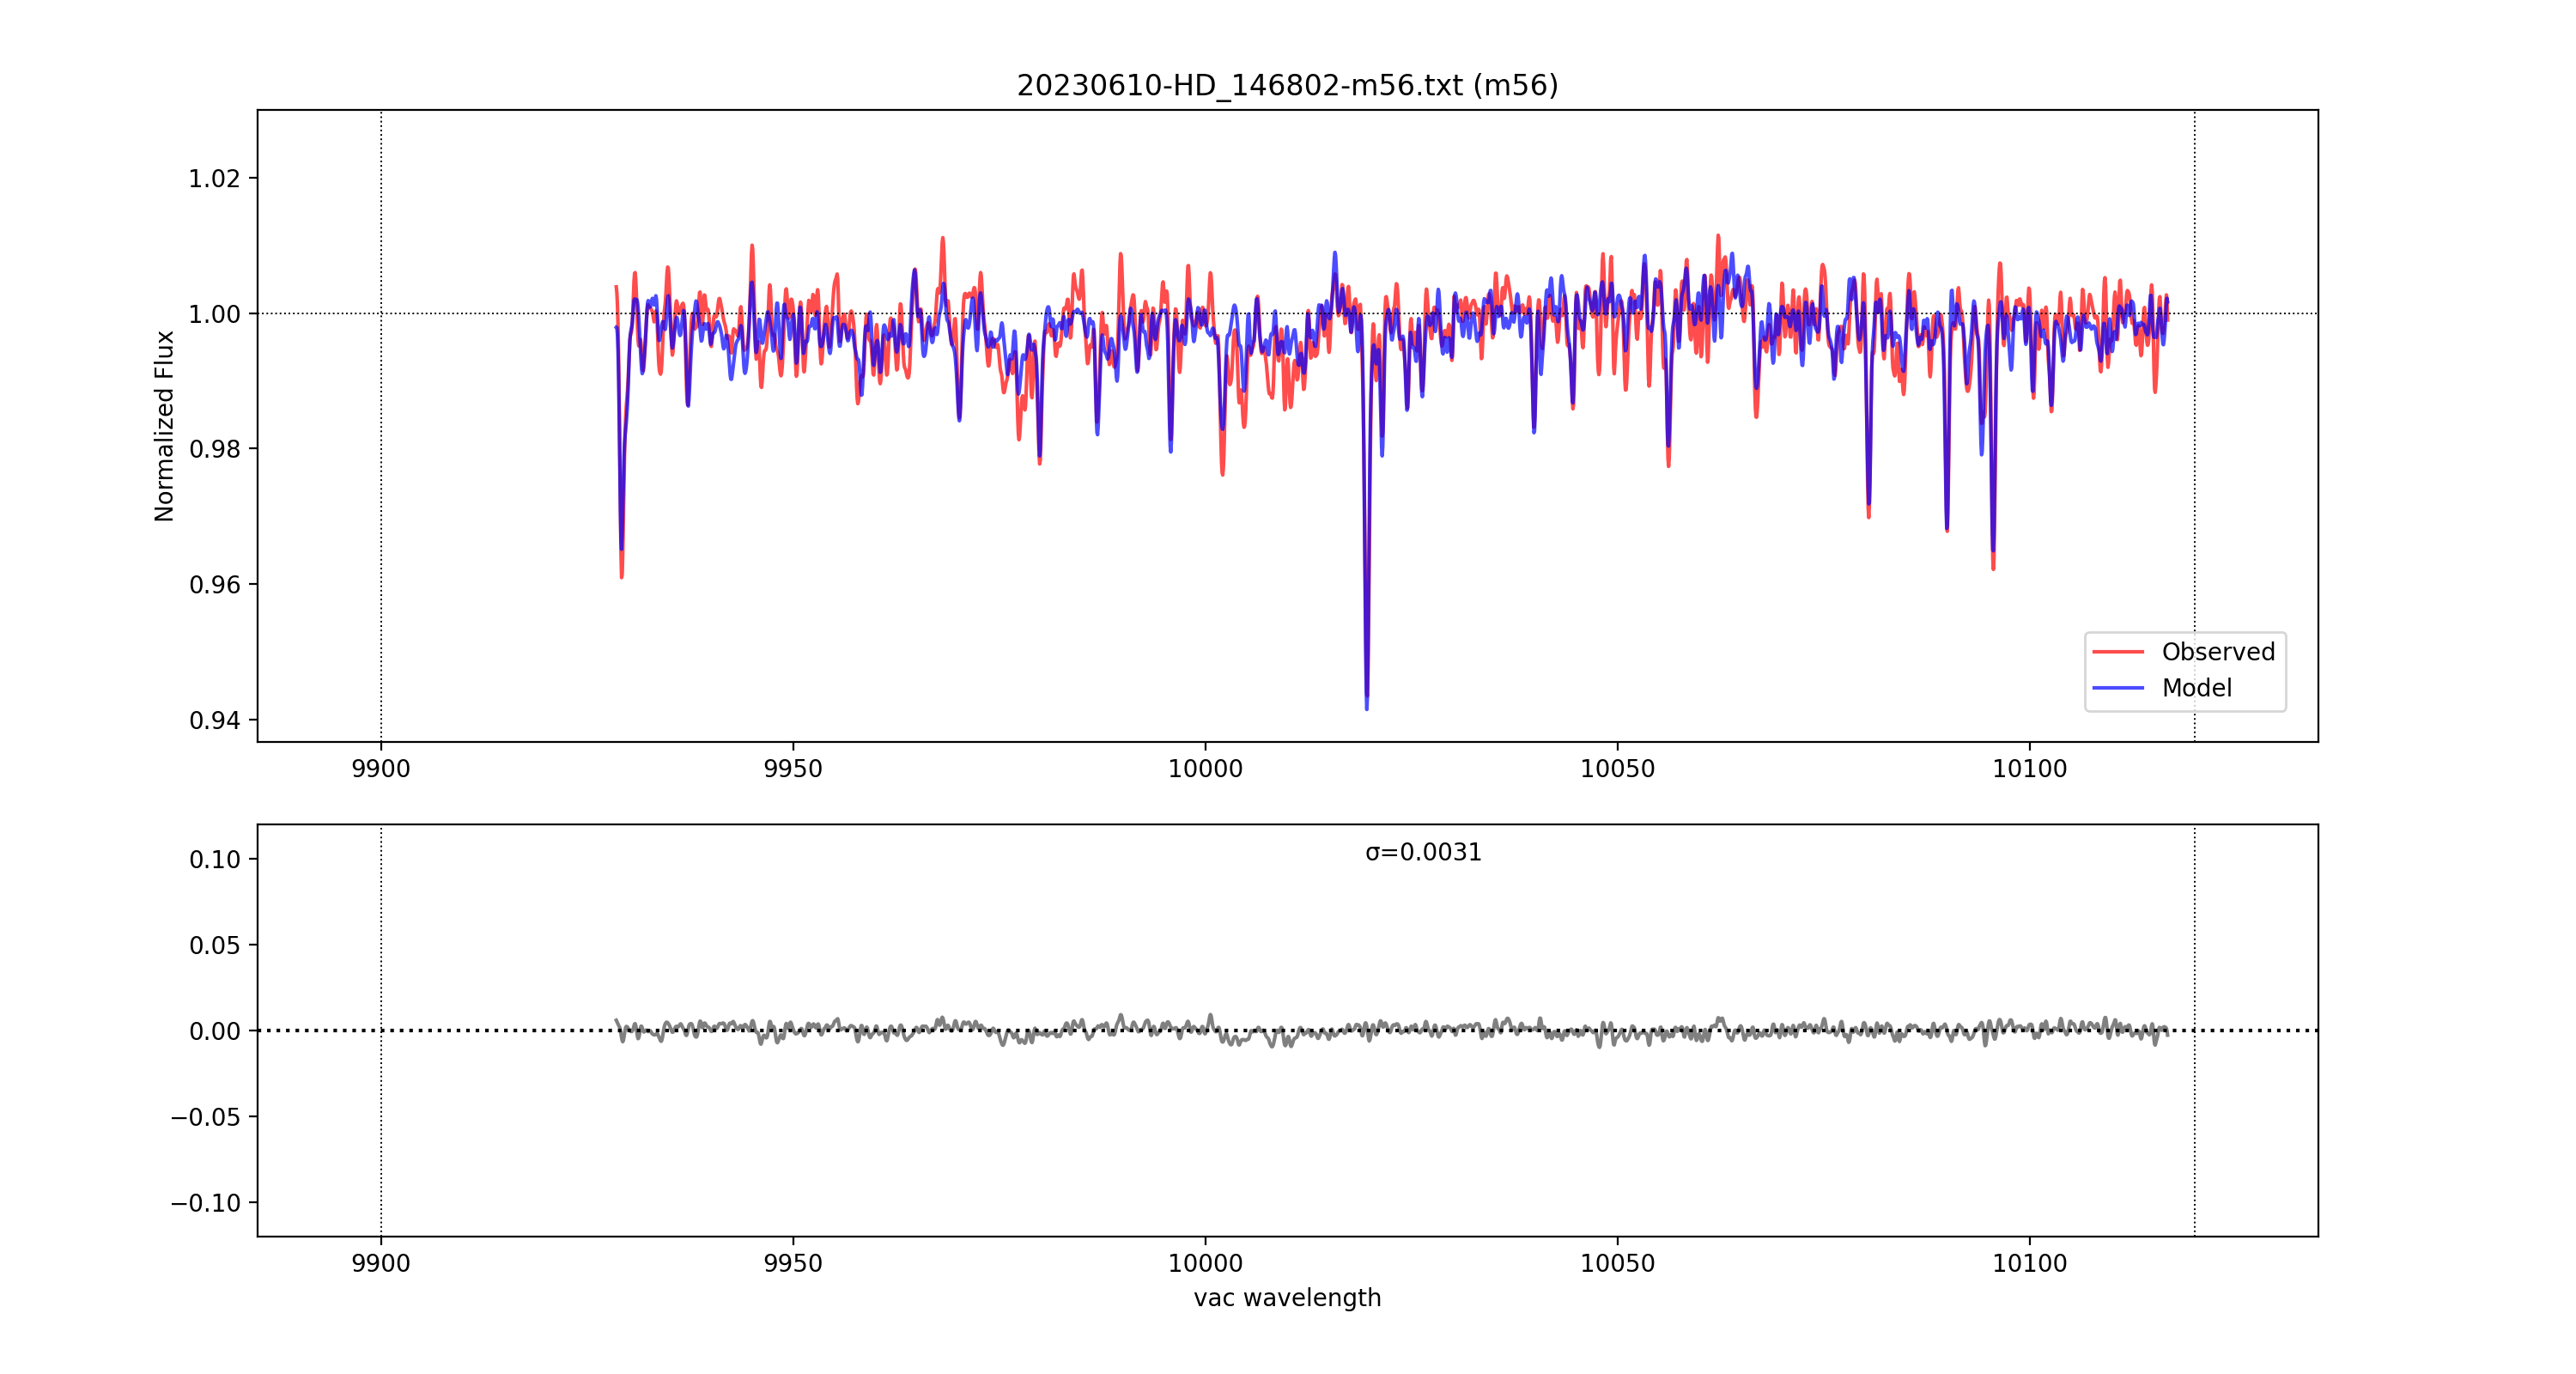 20230610-HD_146802-m56.txt (m56)
Normalized Flux
1.02
1.00
0.98
0.96
0.94
Observed
Model
9900 9950 10000 10050 10100
σ=0.0031
0.10
0.05
0.00
−0.05
−0.10
9900 9950 10000 10050 10100
vac wavelength